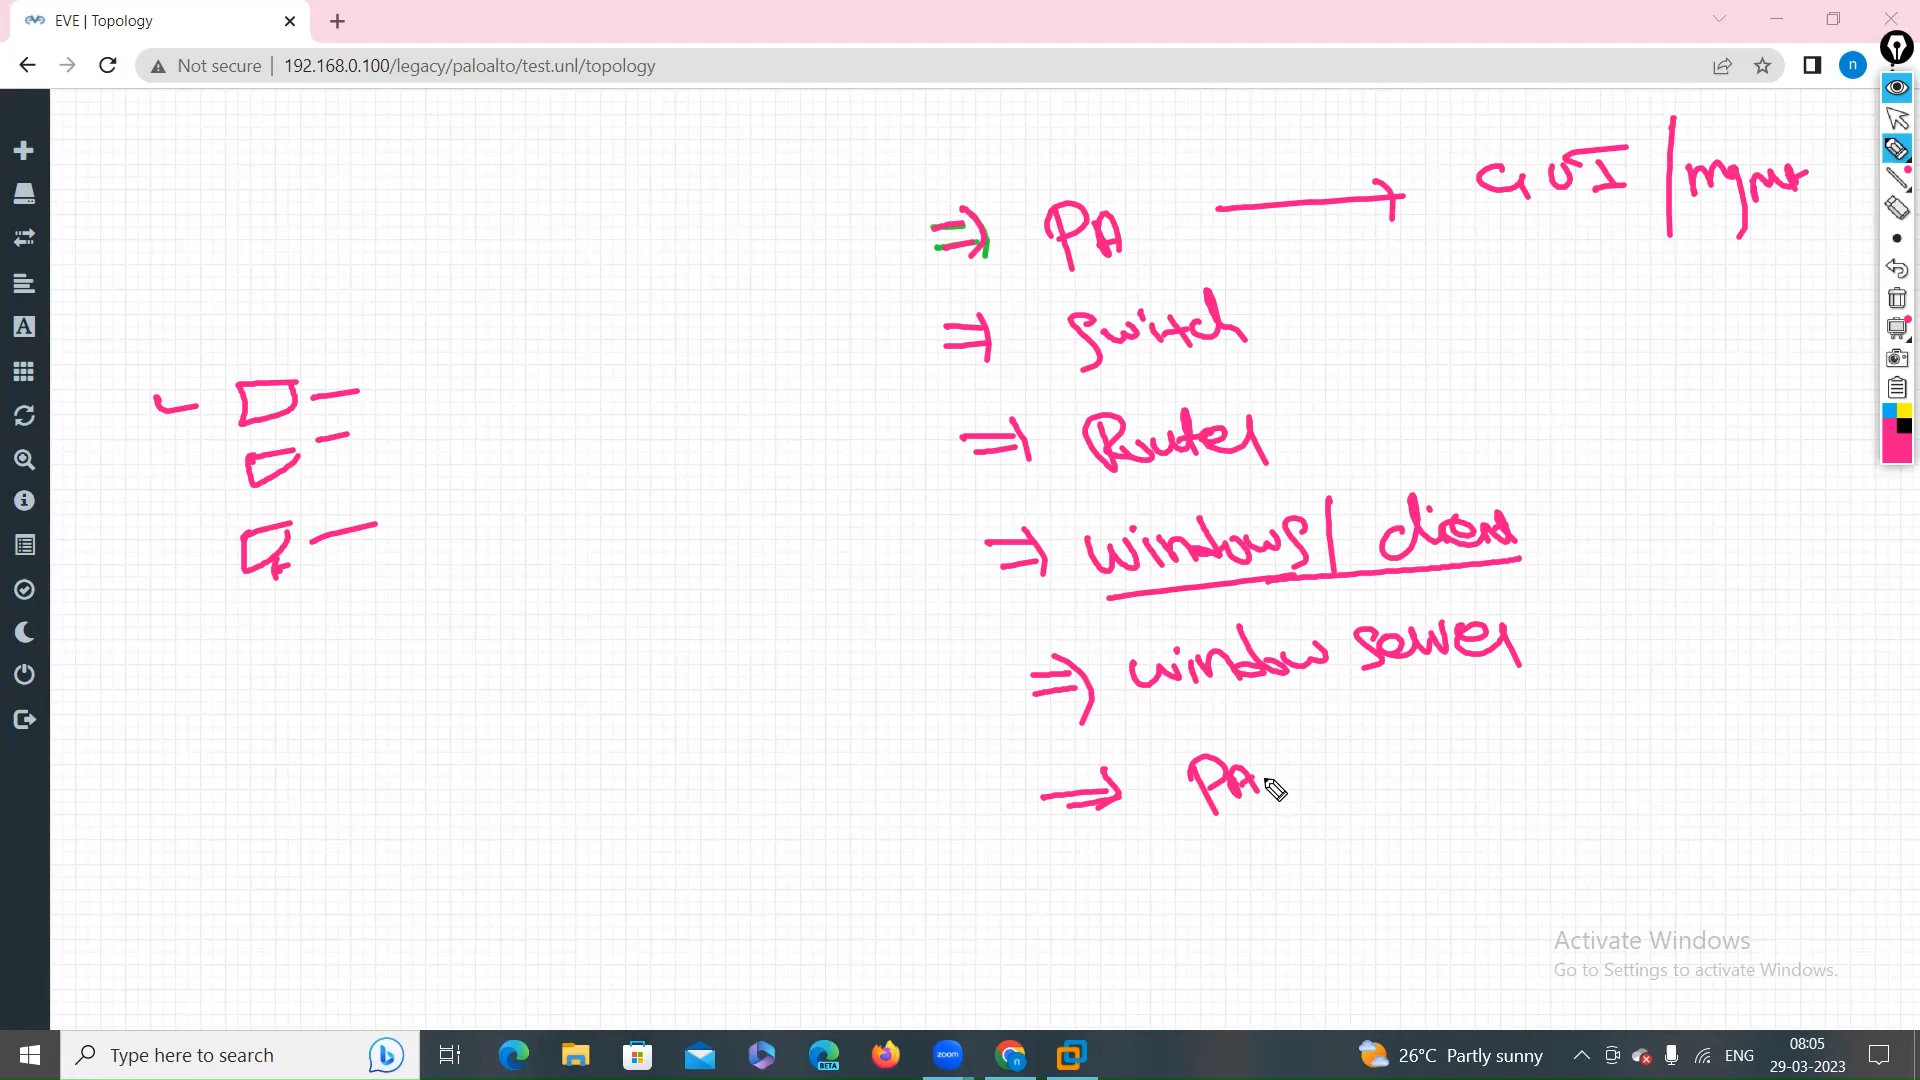 EVE | Topology
Not secure | 192.168.0.100/legacy/paloalto/test.unl/topology
n
⇒ PA → GUI | mgmt
⇒ Switch
⇒ Router
⇒ windows | client
⇒ window server
⇒ PA
Activate Windows
Go to Settings to activate Windows.
Type here to search
BETA
zoom
n
26°C Partly sunny
ENG
08:05
29-03-2023